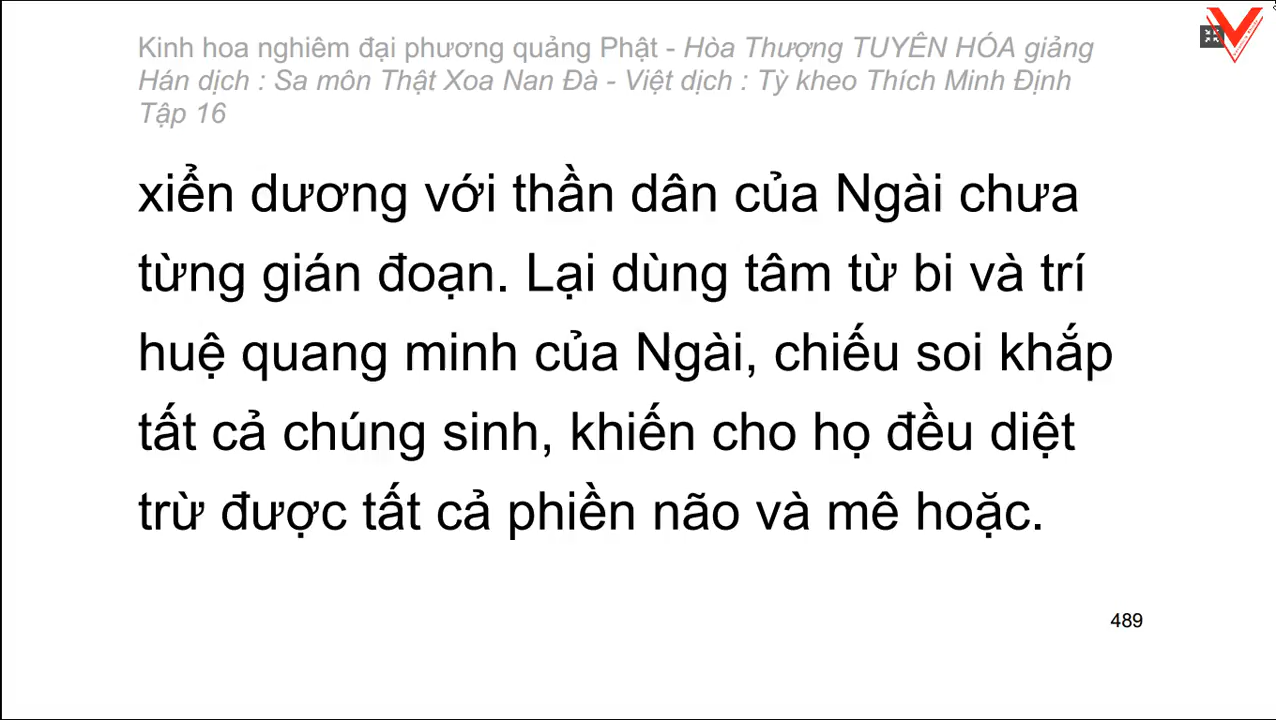 Kinh hoa nghiêm đại phương quảng Phật - Hòa Thượng TUYÊN HÓA giảng
Hán dịch : Sa môn Thật Xoa Nan Đà - Việt dịch : Tỳ kheo Thích Minh Định
Tập 16
xiển dương với thần dân của Ngài chưa
từng gián đoạn. Lại dùng tâm từ bi và trí
huệ quang minh của Ngài, chiếu soi khắp
tất cả chúng sinh, khiến cho họ đều diệt
trừ được tất cả phiền não và mê hoặc.
489